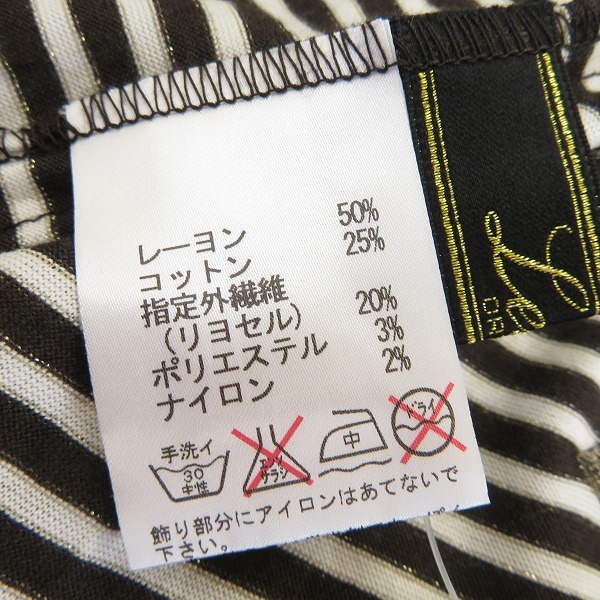 レーヨン 50%
コットン 25%
指定外繊維
(リヨセル) 20%
ポリエステル 3%
ナイロン 2%
手洗イ
30
中性
エンソ
サラシ
中
ドライ
飾り部分にアイロンはあてないで
下さい。